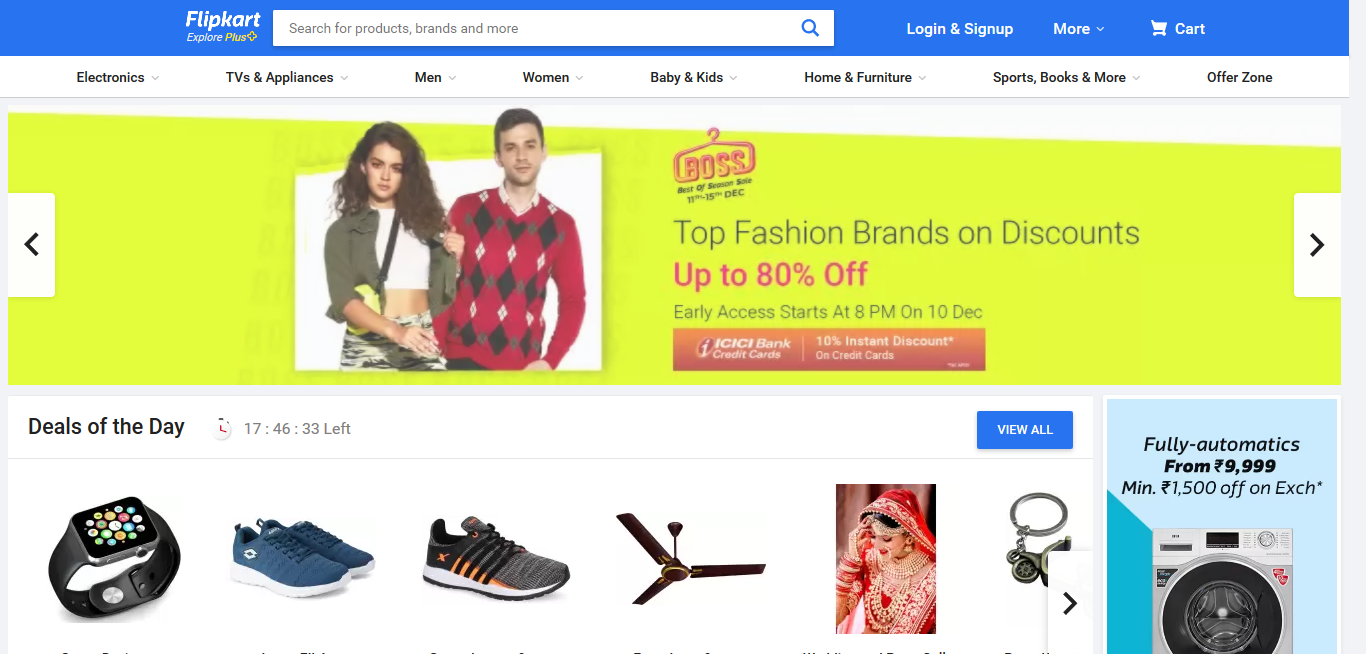 Flipkart
Explore Plus
Search for products, brands and more
Login & Signup
More
Cart
Electronics
TVs & Appliances
Men
Women
Baby & Kids
Home & Furniture
Sports, Books & More
Offer Zone
BOSS
Best Of Season Sale
11TH-15TH DEC
Top Fashion Brands on Discounts
Up to 80% Off
Early Access Starts At 8 PM On 10 Dec
ICICI Bank
Credit Cards
10% Instant Discount*
On Credit Cards
Deals of the Day
17 : 46 : 33 Left
VIEW ALL
Fully-automatics
From ₹9,999
Min. ₹1,500 off on Exch*